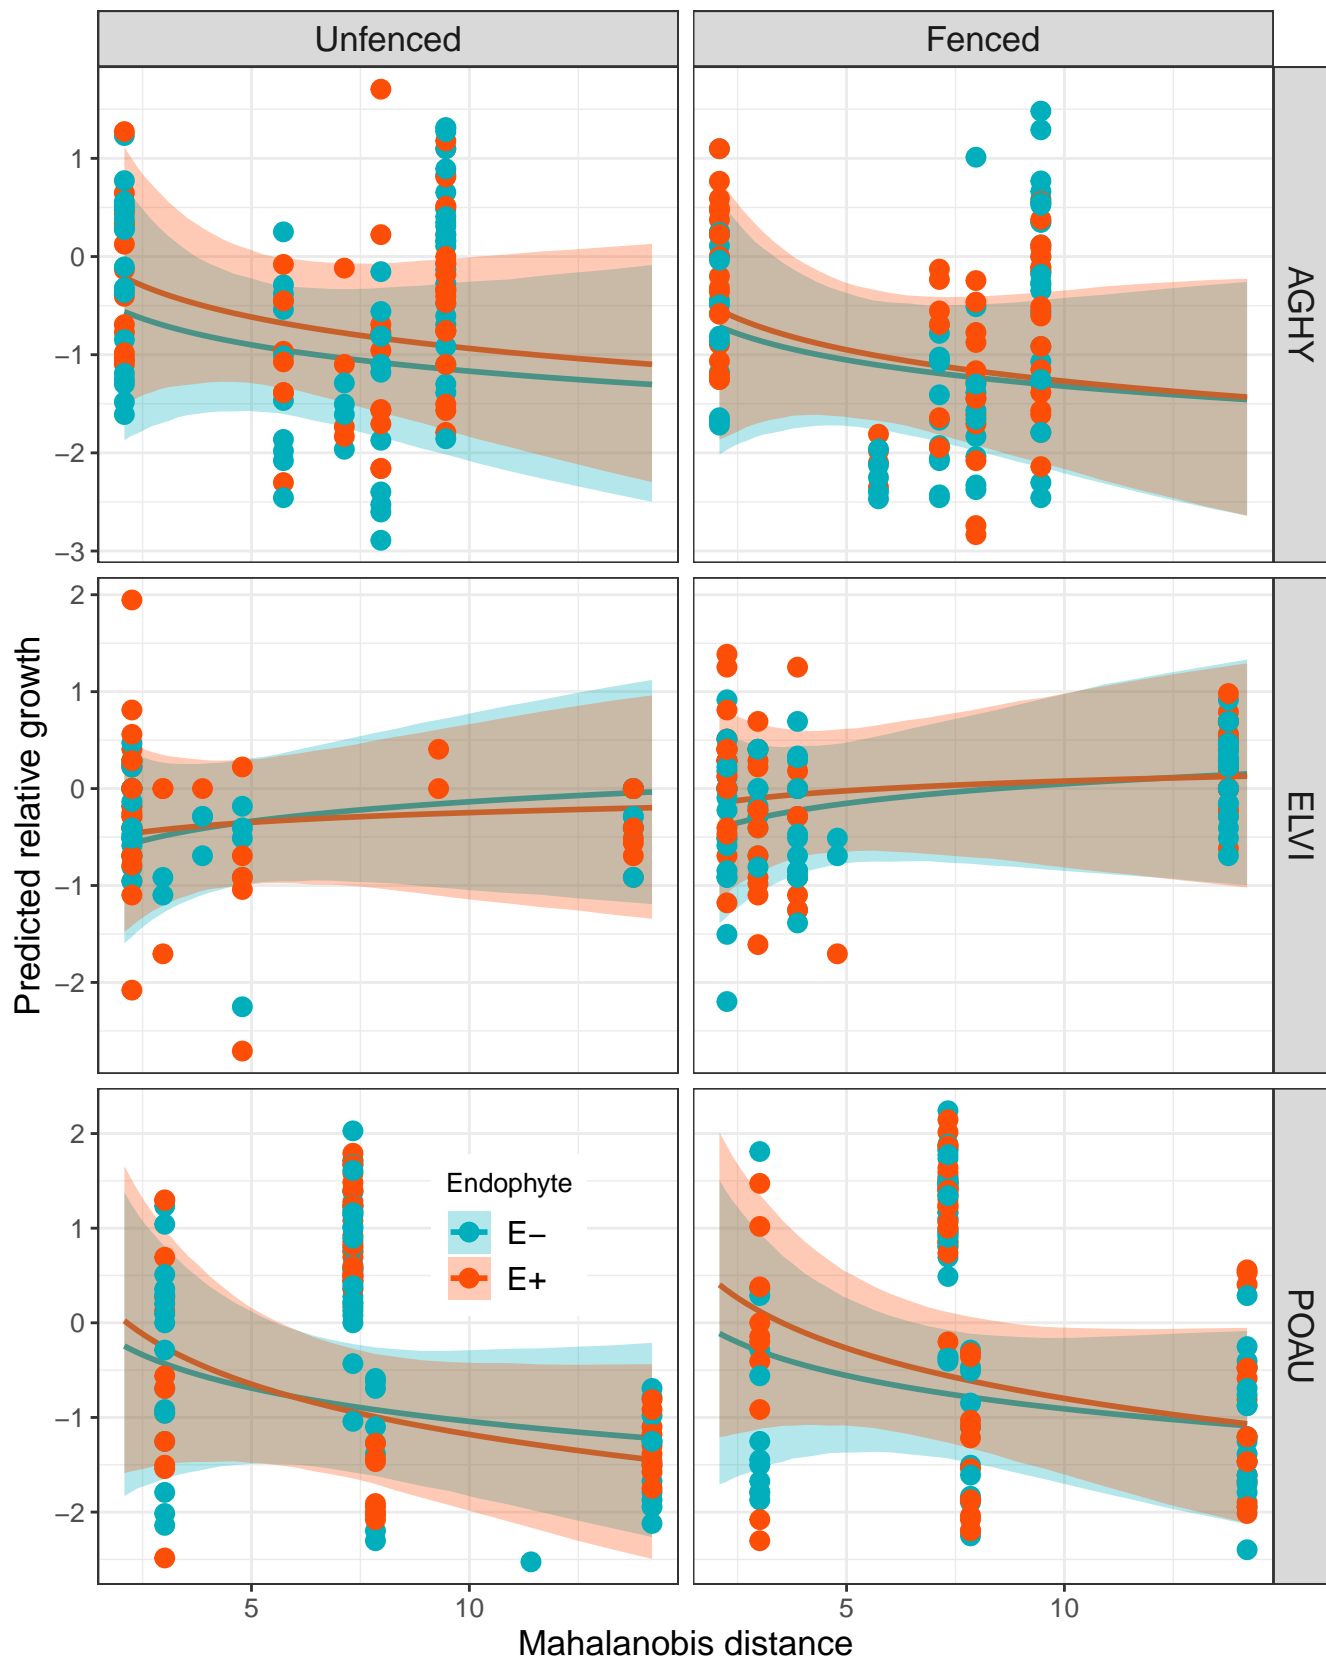 Unfenced
Fenced
1
0
−1
−2
−3
AGHY
2
1
0
−1
−2
ELVI
Predicted relative growth
2
1
0
−1
−2
Endophyte
E−
E+
POAU
5
10
5
10
Mahalanobis distance